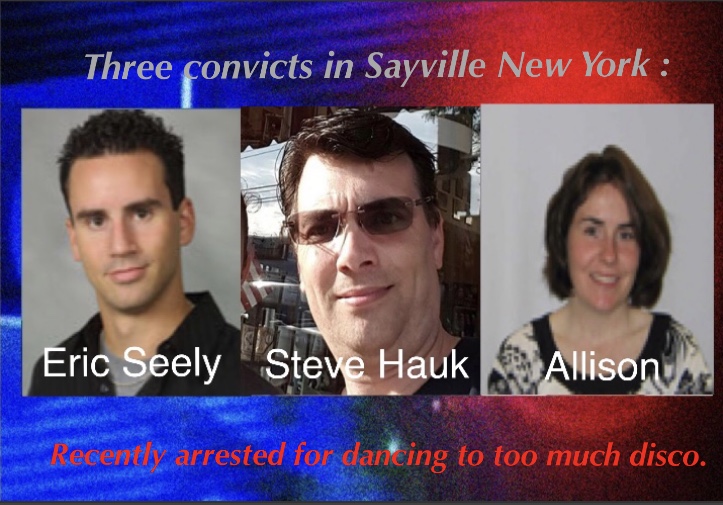 Three convicts in Sayville New York :
Eric Seely Steve Hauk Allison
Recently arrested for dancing to too much disco.